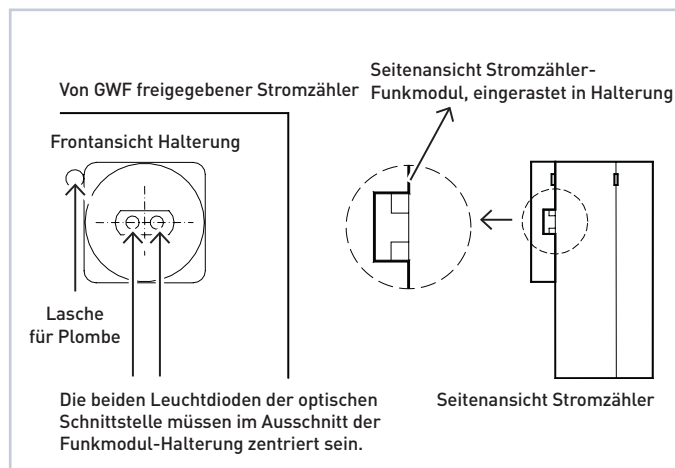 Von GWF freigegebener Stromzähler
Frontansicht Halterung
Lasche
für Plombe
Die beiden Leuchtdioden der optischen
Schnittstelle müssen im Ausschnitt der
Funkmodul-Halterung zentriert sein.
Seitenansicht Stromzähler-
Funkmodul, eingerastet in Halterung
Seitenansicht Stromzähler